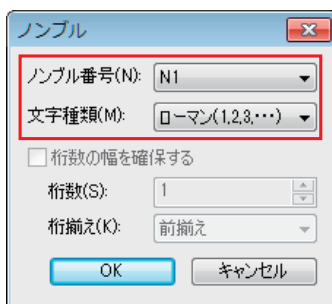 ノンブル
ノンブル番号(N): N1
文字種類(M): ローマン(1,2,3,…)
桁数の幅を確保する
桁数(S): 1
桁揃え(K): 前揃え
OK キャンセル